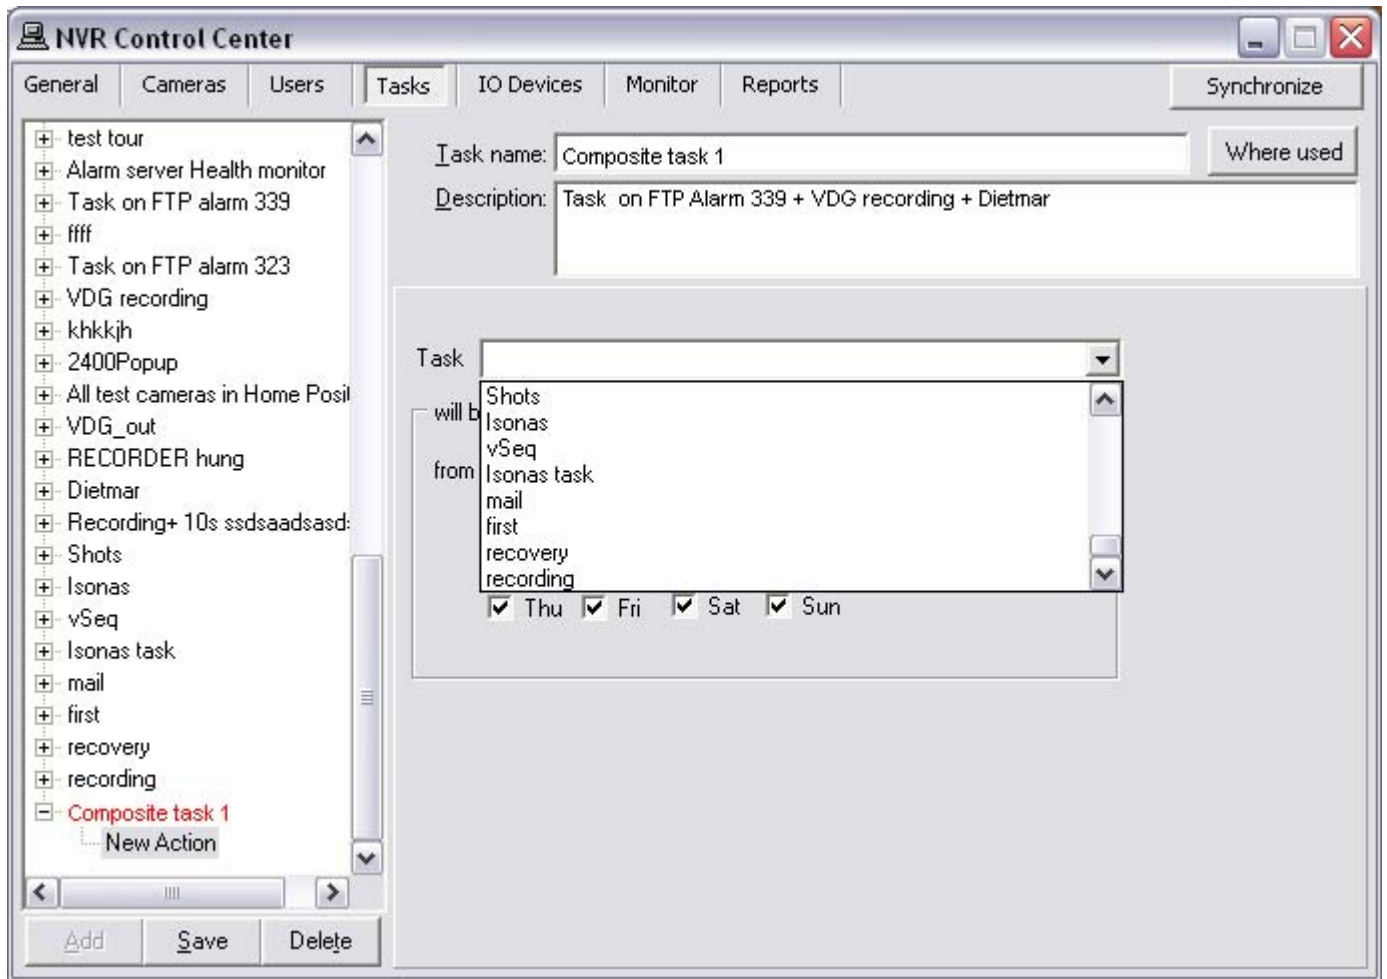 NVR Control Center
General Cameras Users Tasks IO Devices Monitor Reports Synchronize
test tour
Alarm server Health monitor
Task on FTP alarm 339
ffff
Task on FTP alarm 323
VDG recording
khkkjh
2400Popup
All test cameras in Home Posit
VDG_out
RECORDER hung
Dietmar
Recording+ 10s ssdsaadsasd
Shots
Isonas
vSeq
Isonas task
mail
first
recovery
recording
Composite task 1
New Action
Add Save Delete
Task name: Composite task 1 Where used
Description: Task on FTP Alarm 339 + VDG recording + Dietmar
Task
will b
from
Shots
Isonas
vSeq
Isonas task
mail
first
recovery
recording
Thu Fri Sat Sun